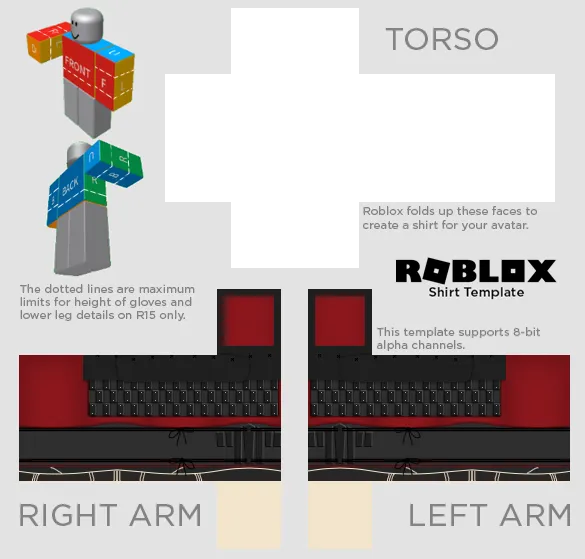 TORSO
FRONT
F
L
BACK
R
B
Roblox folds up these faces to
create a shirt for your avatar.
ROBLOX
Shirt Template
The dotted lines are maximum
limits for height of gloves and
lower leg details on R15 only.
This template supports 8-bit
alpha channels.
RIGHT ARM
LEFT ARM